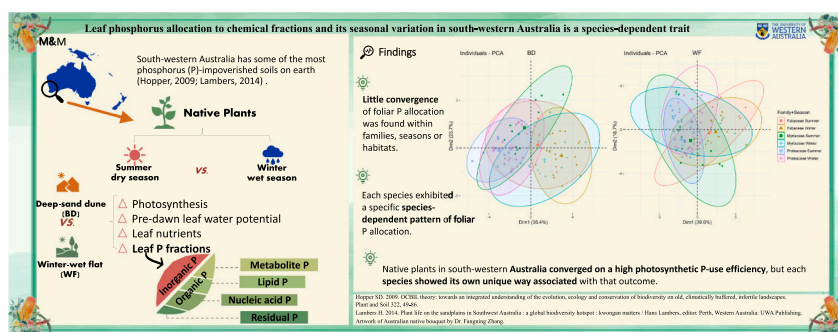 Leaf phosphorus allocation to chemical fractions and its seasonal variation in south-western Australia is a species-dependent trait
THE UNIVERSITY OF
WESTERN
AUSTRALIA
M&M
South-western Australia has some of the most
phosphorus (P)-impoverished soils on earth
(Hopper, 2009; Lambers, 2014) .
Native Plants
Summer
dry season
VS.
Winter
wet season
Deep-sand dune
(BD)
VS.
Winter-wet flat
(WF)
△ Photosynthesis
△ Pre-dawn leaf water potential
△ Leaf nutrients
△ Leaf P fractions
Inorganic P
Organic P
Metabolite P
Lipid P
Nucleic acid P
Residual P
Findings
Little convergence
of foliar P allocation
was found within
families, seasons or
habitats.
Each species exhibited
a specific species-
dependent pattern of foliar
P allocation.
Individuals - PCA
BD
Dim2 (23.7%)
Dim1 (35.4%)
Individuals - PCA
WF
Dim1 (39.6%)
Family+Season
Fabaceae Summer
Fabaceae Winter
Myrtaceae Summer
Myrtaceae Winter
Proteaceae Summer
Proteaceae Winter
Native plants in south-western Australia converged on a high photosynthetic P-use efficiency, but each
species showed its own unique way associated with that outcome.
Hopper SD. 2009. OCBIL theory: towards an integrated understanding of the evolution, ecology and conservation of biodiversity on old, climatically buffered, infertile landscapes.
Plant and Soil 322, 49-86.
Lambers H. 2014. Plant life on the sandplains in Southwest Australia : a global biodiversity hotspot : kwongan matters / Hans Lambers, editor. Perth, Western Australia: UWA Publishing.
Artwork of Australian native bouquet by Dr. Fangning Zhang.